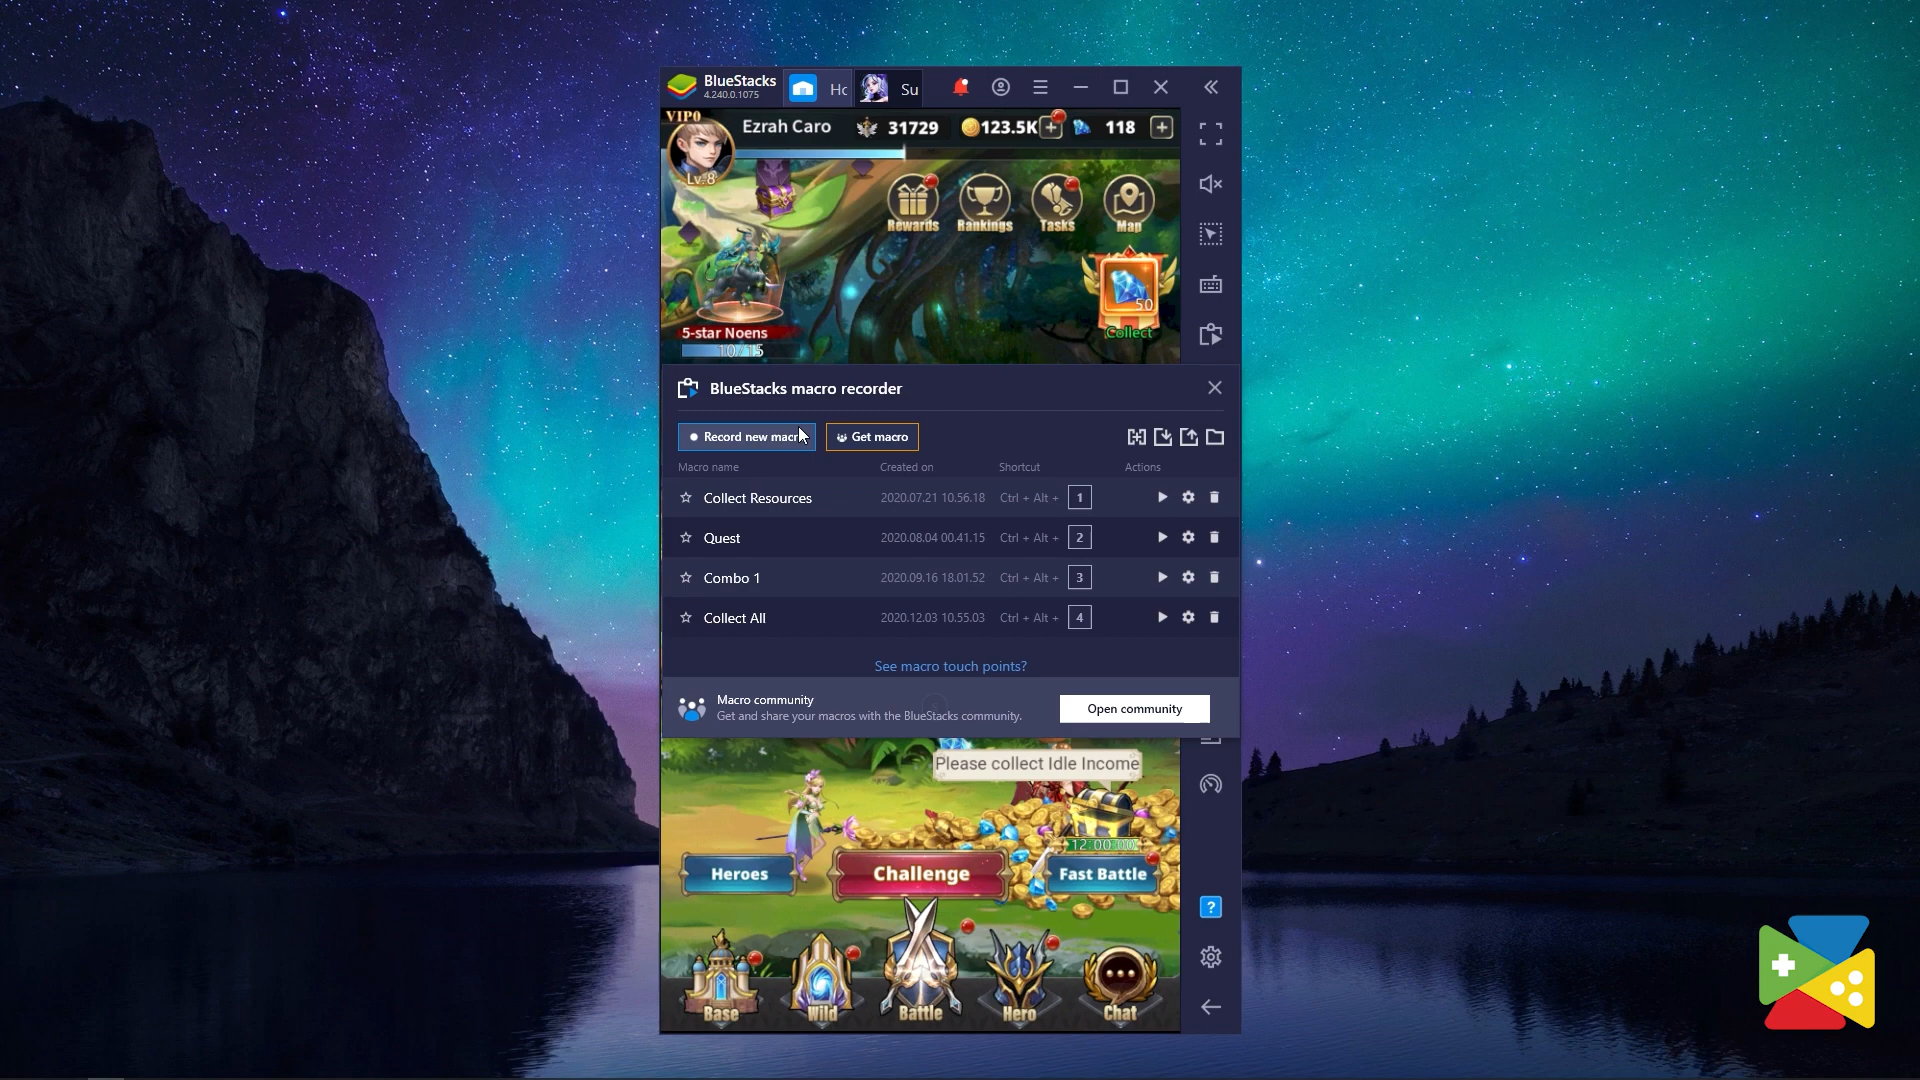 BlueStacks
4.240.0.1075
Hc
Su
VIP0
Ezrah Caro
31729
123.5K
118
Lv.8
Rewards
Rankings
Tasks
Map
50
Collect
5-star Noens
10/15
BlueStacks macro recorder
Record new macr
Get macro
Macro name Created on Shortcut Actions
Collect Resources 2020.07.21 10.56.18 Ctrl + Alt + 1
Quest 2020.08.04 00.41.15 Ctrl + Alt + 2
Combo 1 2020.09.16 18.01.52 Ctrl + Alt + 3
Collect All 2020.12.03 10.55.03 Ctrl + Alt + 4
See macro touch points?
Macro community
Get and share your macros with the BlueStacks community.
Open community
Please collect Idle Income
12:00:00
Heroes
Challenge
Fast Battle
?
Base
Wild
Battle
Hero
Chat